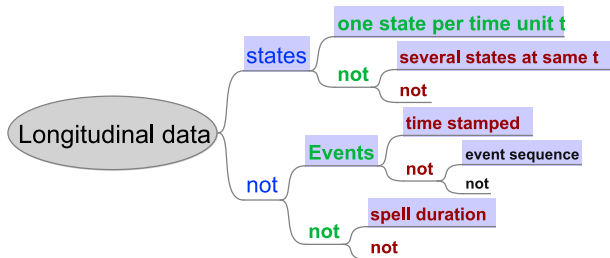 one state per time unit t
states
several states at same t
not
not
Longitudinal data
time stamped
Events
event sequence
not
not
not
spell duration
not
not